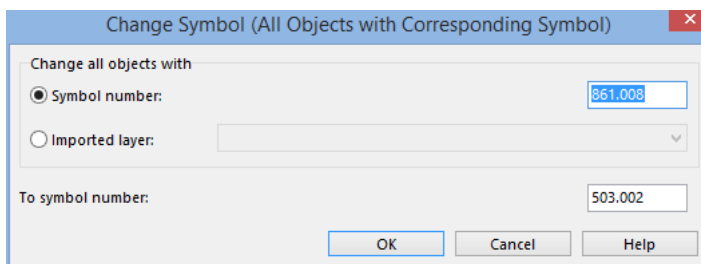 Change Symbol (All Objects with Corresponding Symbol)
Change all objects with
Symbol number: 861.008
Imported layer:
To symbol number: 503.002
OK Cancel Help